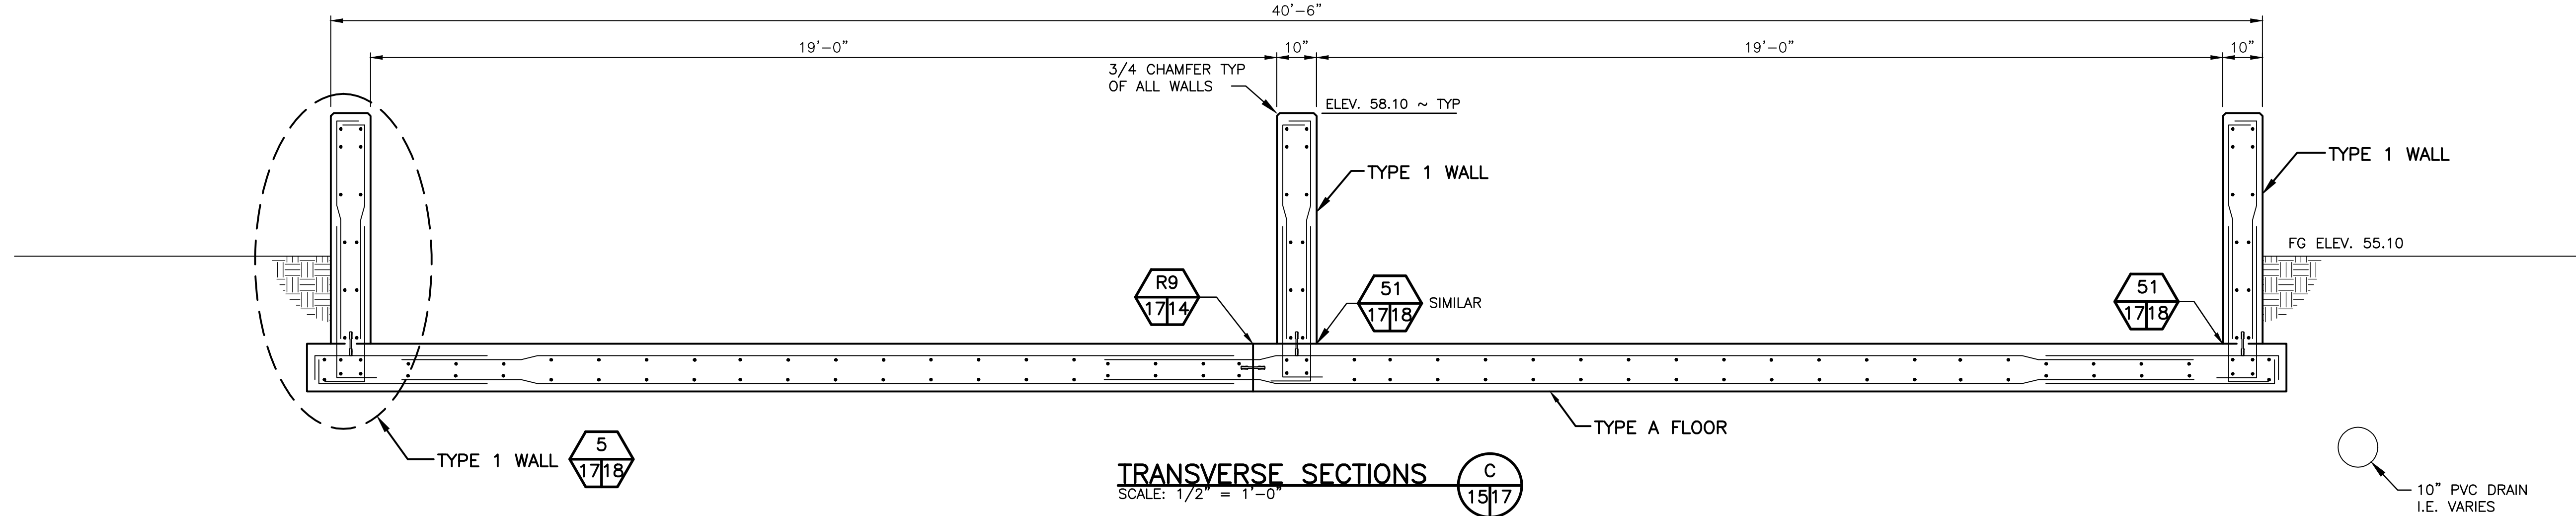 40'-6"
19'-0"
10"
19'-0"
10"
3/4 CHAMFER TYP
OF ALL WALLS
ELEV. 58.10 ~ TYP
TYPE 1 WALL
TYPE 1 WALL
FG ELEV. 55.10
R9
17 14
51
17 18
SIMILAR
51
17 18
TYPE A FLOOR
TYPE 1 WALL
5
17 18
TRANSVERSE SECTIONS
SCALE: 1/2" = 1'-0"
C
15 17
10" PVC DRAIN
I.E. VARIES